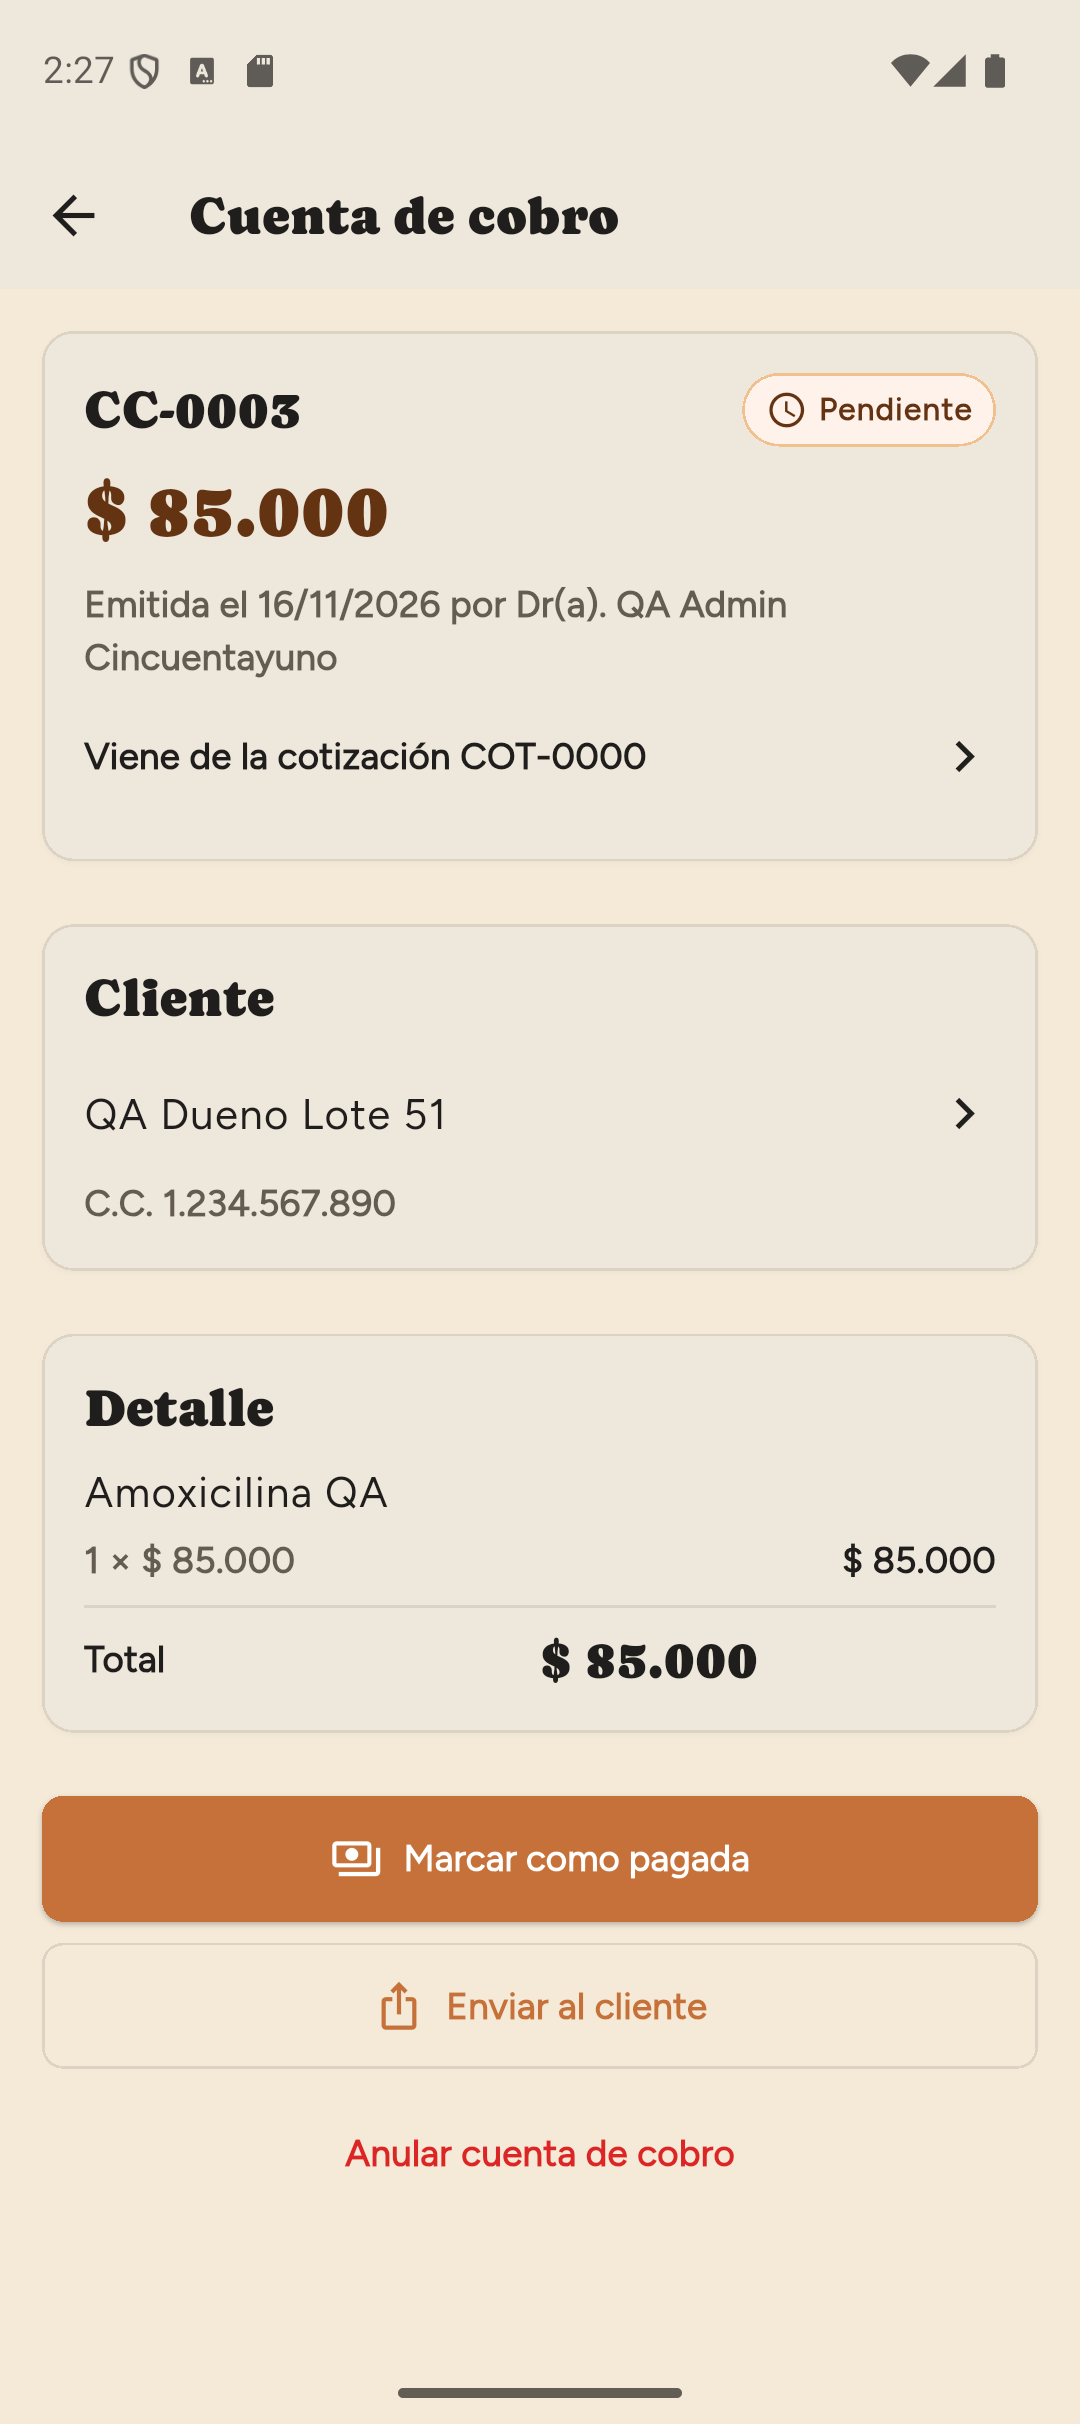 2:27
Cuenta de cobro
CC-0003
Pendiente
$ 85.000
Emitida el 16/11/2026 por Dr(a). QA Admin
Cincuentayuno
Viene de la cotización COT-0000
Cliente
QA Dueno Lote 51
C.C. 1.234.567.890
Detalle
Amoxicilina QA
1 × $ 85.000 $ 85.000
Total $ 85.000
Marcar como pagada
Enviar al cliente
Anular cuenta de cobro